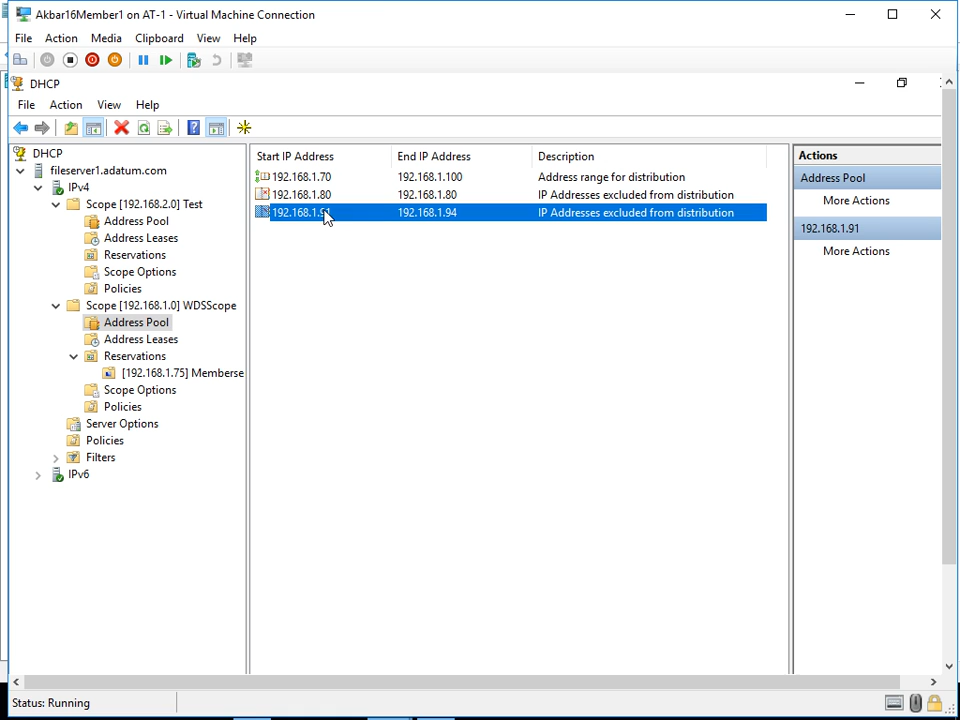 Akbar16Member1 on AT-1 - Virtual Machine Connection
File Action Media Clipboard View Help
DHCP
File Action View Help
DHCP
fileserver1.adatum.com
IPv4
Scope [192.168.2.0] Test
Address Pool
Address Leases
Reservations
Scope Options
Policies
Scope [192.168.1.0] WDSScope
Address Pool
Address Leases
Reservations
[192.168.1.75] Memberse
Scope Options
Policies
Server Options
Policies
Filters
IPv6
Start IP Address End IP Address Description
192.168.1.70 192.168.1.100 Address range for distribution
192.168.1.80 192.168.1.80 IP Addresses excluded from distribution
192.168.1.91 192.168.1.94 IP Addresses excluded from distribution
Actions
Address Pool
More Actions
192.168.1.91
More Actions
Status: Running